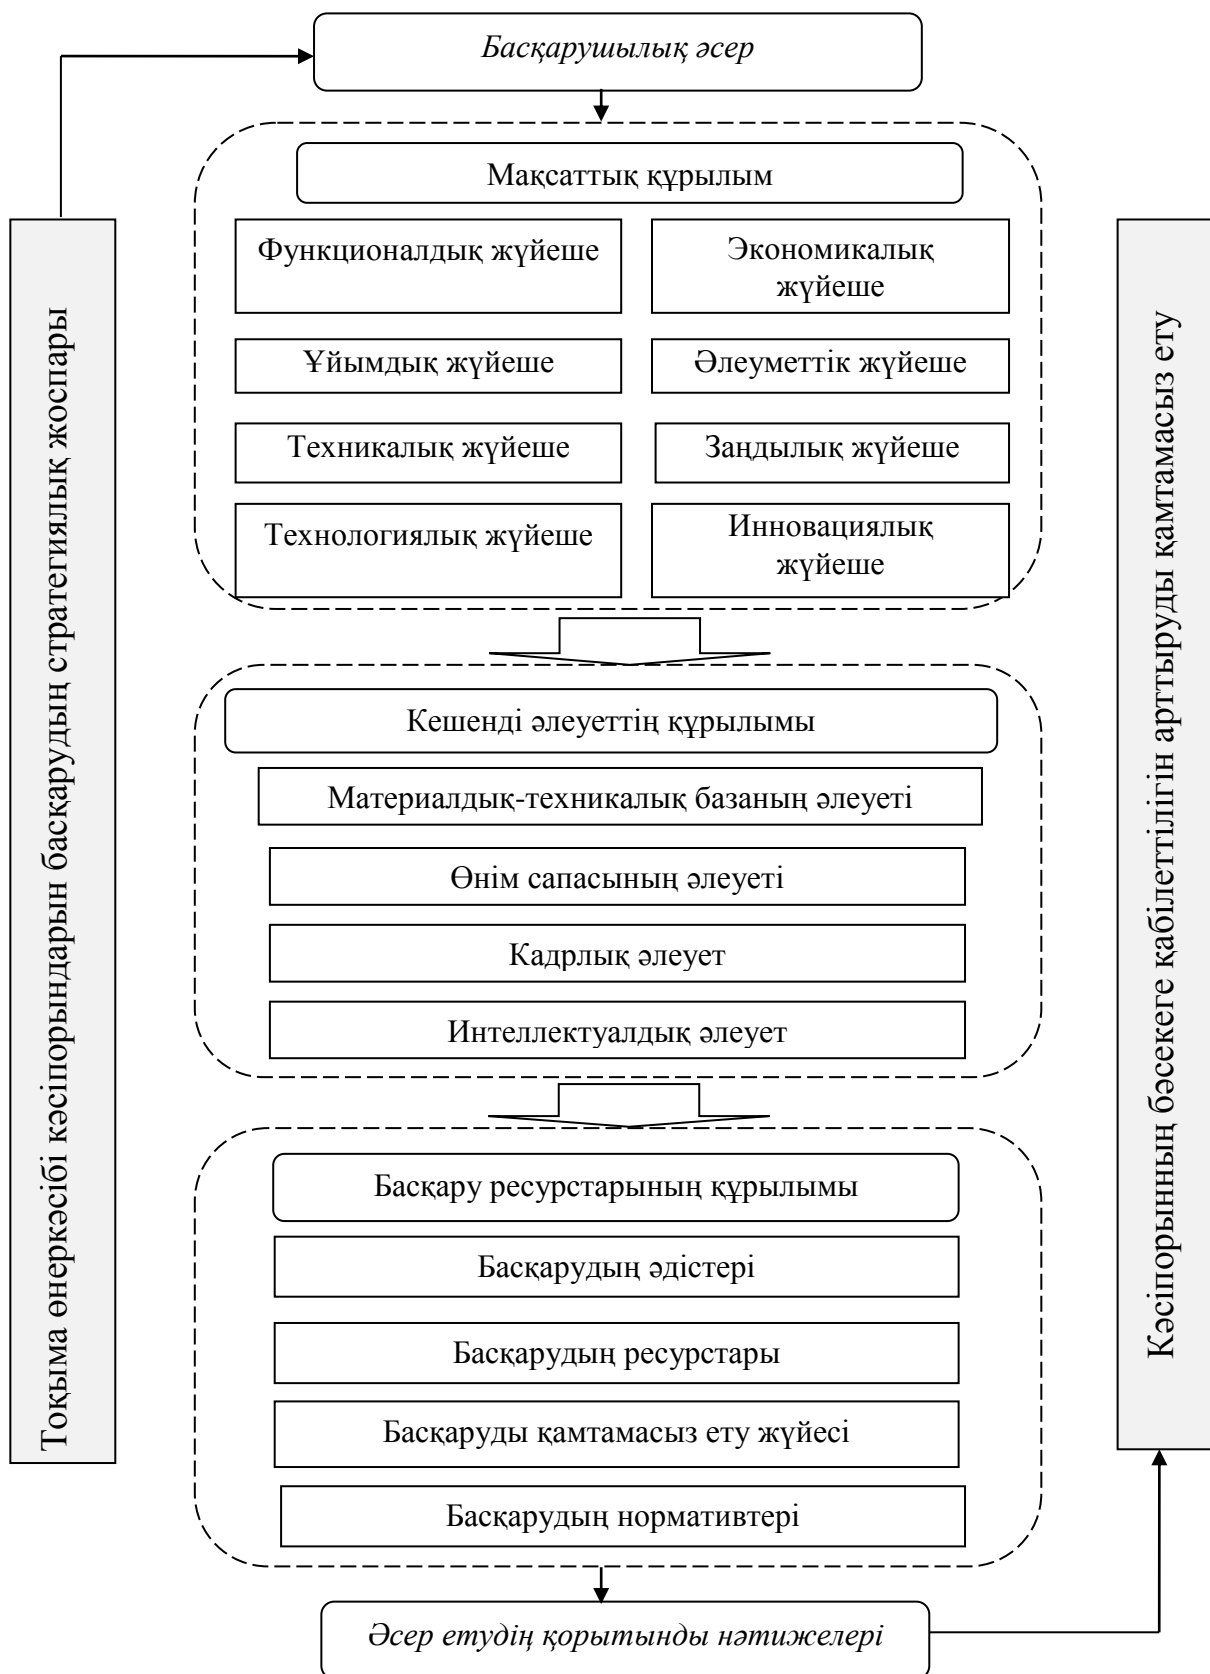 Басқарушылық әсер
Мақсаттық құрылым
Функционалдық жүйеше
Экономикалық
жүйеше
Ұйымдық жүйеше
Әлеуметтік жүйеше
Техникалық жүйеше
Заңдылық жүйеше
Технологиялық жүйеше
Инновациялық
жүйеше
Кешенді әлеуеттің құрылымы
Материалдық-техникалық базаның әлеуеті
Өнім сапасының әлеуеті
Кадрлық әлеует
Интеллектуалдық әлеует
Басқару ресурстарының құрылымы
Басқарудың әдістері
Басқарудың ресурстары
Басқаруды қамтамасыз ету жүйесі
Басқарудың нормативтері
Әсер етудің қорытынды нәтижелері
Тоқыма өнеркәсібі кәсіпорындарын басқарудың стратегиялық жоспары
Кәсіпорынның бәсекеге қабілеттілігін арттыруды қамтамасыз ету